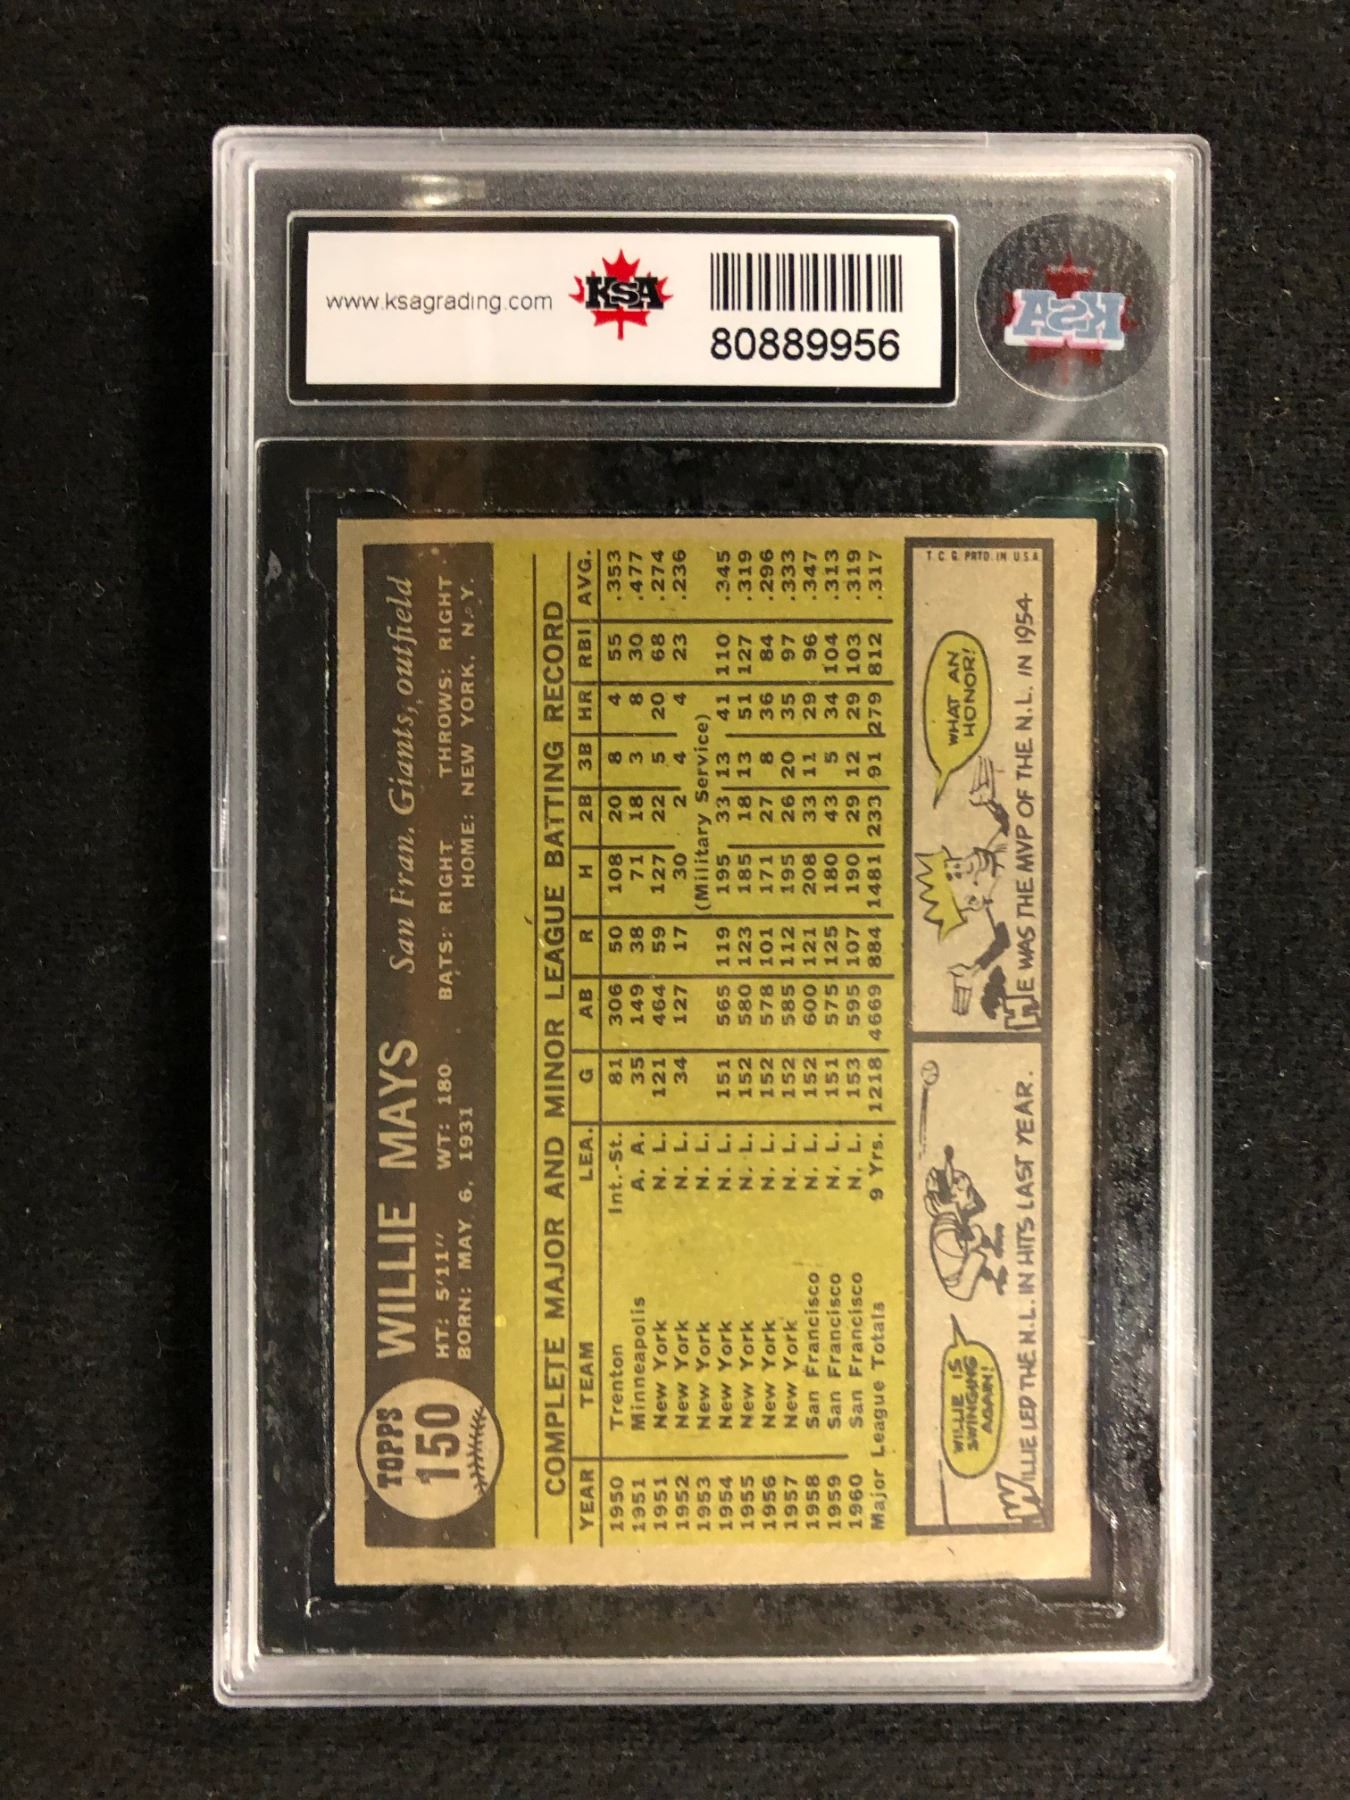 www.ksagrading.com
KSA
80889956
KSA
TOPPS
150
WILLIE MAYS San Fran. Giants, outfield
HT: 5'11" WT: 180 BATS: RIGHT THROWS: RIGHT
BORN: MAY 6, 1931 HOME: NEW YORK, N.Y.
COMPLETE MAJOR AND MINOR LEAGUE BATTING RECORD
YEAR TEAM LEA. G AB R H 2B 3B HR RBI AVG.
1950 Trenton Int.-St. 81 306 50 108 20 8 4 55 .353
1951 Minneapolis A. A. 35 149 38 71 18 3 8 30 .477
1951 New York N. L. 121 464 59 127 22 5 20 68 .274
1952 New York N. L. 34 127 17 30 2 4 4 23 .236
1953 New York N. L. (Military Service)
1954 New York N. L. 151 565 119 195 33 13 41 110 .345
1955 New York N. L. 152 580 123 185 18 13 51 127 .319
1956 New York N. L. 152 578 101 171 27 8 36 84 .296
1957 New York N. L. 152 585 112 195 26 20 35 97 .333
1958 San Francisco N. L. 152 600 121 208 33 11 29 96 .347
1959 San Francisco N. L. 151 575 125 180 43 5 34 104 .313
1960 San Francisco N. L. 153 595 107 190 29 12 29 103 .319
Major League Totals 9 Yrs. 1218 4669 884 1481 233 91 279 812 .317
WILLIE IS
SWINGING
AGAIN!
WILLIE LED THE N.L. IN HITS LAST YEAR.
WHAT AN
HONOR!
HE WAS THE MVP OF THE N.L. IN 1954
T. C. G. PRTD. IN U.S.A.